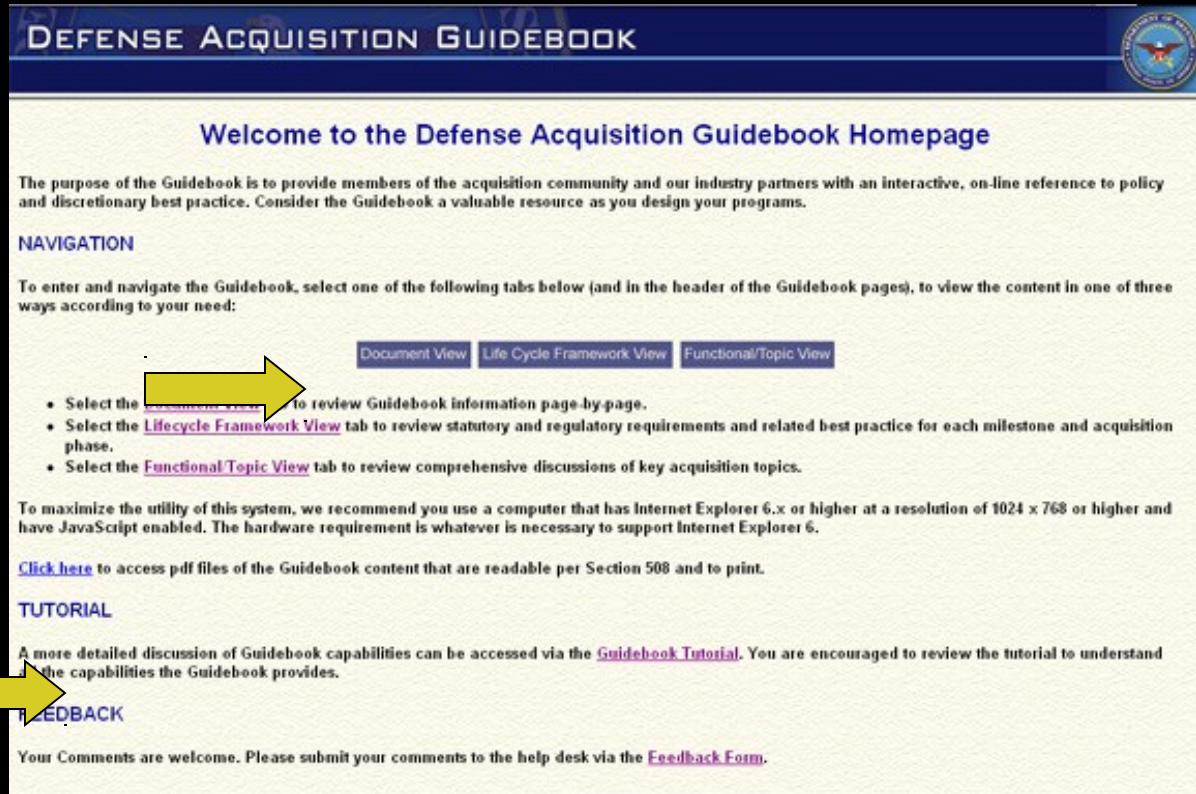 DEFENSE ACQUISITION GUIDEBOOK
Welcome to the Defense Acquisition Guidebook Homepage
The purpose of the Guidebook is to provide members of the acquisition community and our industry partners with an interactive, on-line reference to policy
and discretionary best practice. Consider the Guidebook a valuable resource as you design your programs.
NAVIGATION
To enter and navigate the Guidebook, select one of the following tabs below (and in the header of the Guidebook pages), to view the content in one of three
ways according to your need:
Document View Life Cycle Framework View Functional/Topic View
• Select the to review Guidebook information page-by-page.
• Select the Lifecycle Framework View tab to review statutory and regulatory requirements and related best practice for each milestone and acquisition
phase.
• Select the Functional/Topic View tab to review comprehensive discussions of key acquisition topics.
To maximize the utility of this system, we recommend you use a computer that has Internet Explorer 6.x or higher at a resolution of 1024 x 768 or higher and
have JavaScript enabled. The hardware requirement is whatever is necessary to support Internet Explorer 6.
Click here to access pdf files of the Guidebook content that are readable per Section 508 and to print.
TUTORIAL
A more detailed discussion of Guidebook capabilities can be accessed via the Guidebook Tutorial. You are encouraged to review the tutorial to understand
the capabilities the Guidebook provides.
FEEDBACK
Your Comments are welcome. Please submit your comments to the help desk via the Feedback Form.